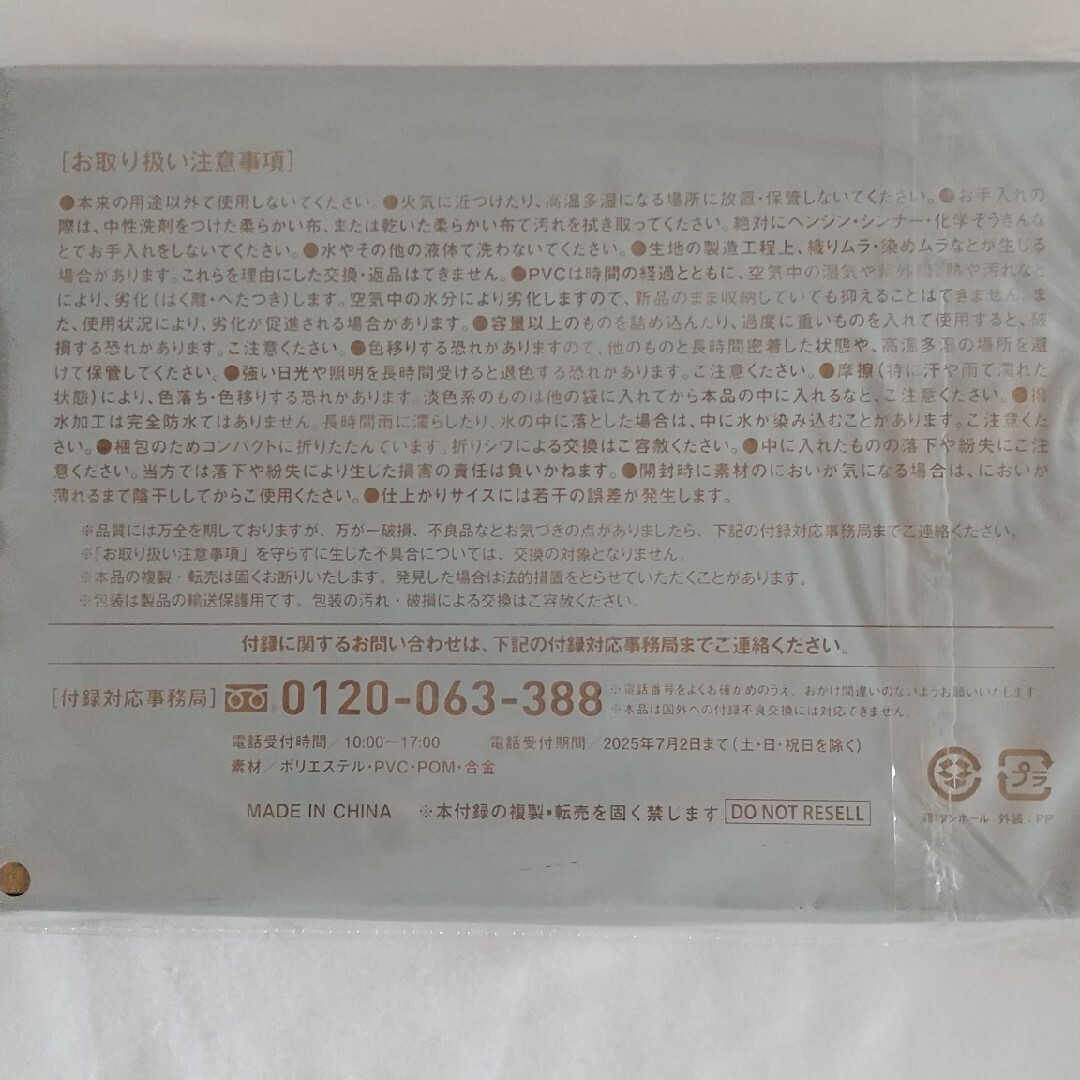 [お取り扱い注意事項]
●本来の用途以外で使用しないでください。●火気に近づけたり、高温多湿になる場所に放置・保管しないでください。●お手入れの
際は、中性洗剤をつけた柔らかい布、または乾いた柔らかい布で汚れを拭き取ってください。絶対にベンジン・シンナー・化学ぞうきんな
どでお手入れをしないでください。●水やその他の液体で洗わないでください。●生地の製造工程上、織りムラ・染めムラなどが生じる
場合があります。これらを理由にした交換・返品はできません。●PVCは時間の経過とともに、空気中の湿気や紫外線、熱や汚れなど
により、劣化(はく離・べたつき)します。空気中の水分により劣化しますので、新品のまま収納していても抑えることはできません。ま
た、使用状況により、劣化が促進される場合があります。●容量以上のものを詰め込んだり、過度に重いものを入れて使用すると、破
損する恐れがあります。ご注意ください。●色移りする恐れがありますので、他のものと長時間密着した状態や、高温多湿の場所を避
けて保管してください。●強い日光や照明を長時間受けると退色する恐れがあります。ご注意ください。●摩擦(特に汗や雨で濡れた
状態)により、色落ち・色移りする恐れがあります。淡色系のものは他の袋に入れてから本品の中に入れるなど、ご注意ください。●撥
水加工は完全防水ではありません。長時間雨に濡らしたり、水の中に落とした場合は、中に水が染み込むことがあります。ご注意くだ
さい。●梱包のためコンパクトに折りたたんでいます。折りジワによる交換はご容赦ください。●中に入れたものの落下や紛失にご注
意ください。当方では落下や紛失により生じた損害の責任は負いかねます。●開封時に素材のにおいが気になる場合は、においが
薄れるまで陰干ししてからご使用ください。●仕上がりサイズには若干の誤差が発生します。
※品質には万全を期しておりますが、万が一破損、不良品などお気づきの点がありましたら、下記の付録対応事務局までご連絡ください。
※「お取り扱い注意事項」を守らずに生じた不具合については、交換の対象となりません。
※本品の複製・転売は固くお断りいたします。発見した場合は法的措置をとらせていただくことがあります。
※包装は製品の輸送保護用です。包装の汚れ・破損による交換はご容赦ください。
付録に関するお問い合わせは、下記の付録対応事務局までご連絡ください。
[付録対応事務局] 0120-063-388
※電話番号をよくお確かめのうえ、おかけ間違いのないようお願いいたします。
※本品は国外への付録不良交換には対応できません。
電話受付時間/10:00〜17:00 電話受付期間/2025年7月2日まで(土・日・祝日を除く)
素材/ポリエステル・PVC・POM・合金
プラ
箱:ダンボール 外装:PP
MADE IN CHINA ※本付録の複製・転売を固く禁じます DO NOT RESELL